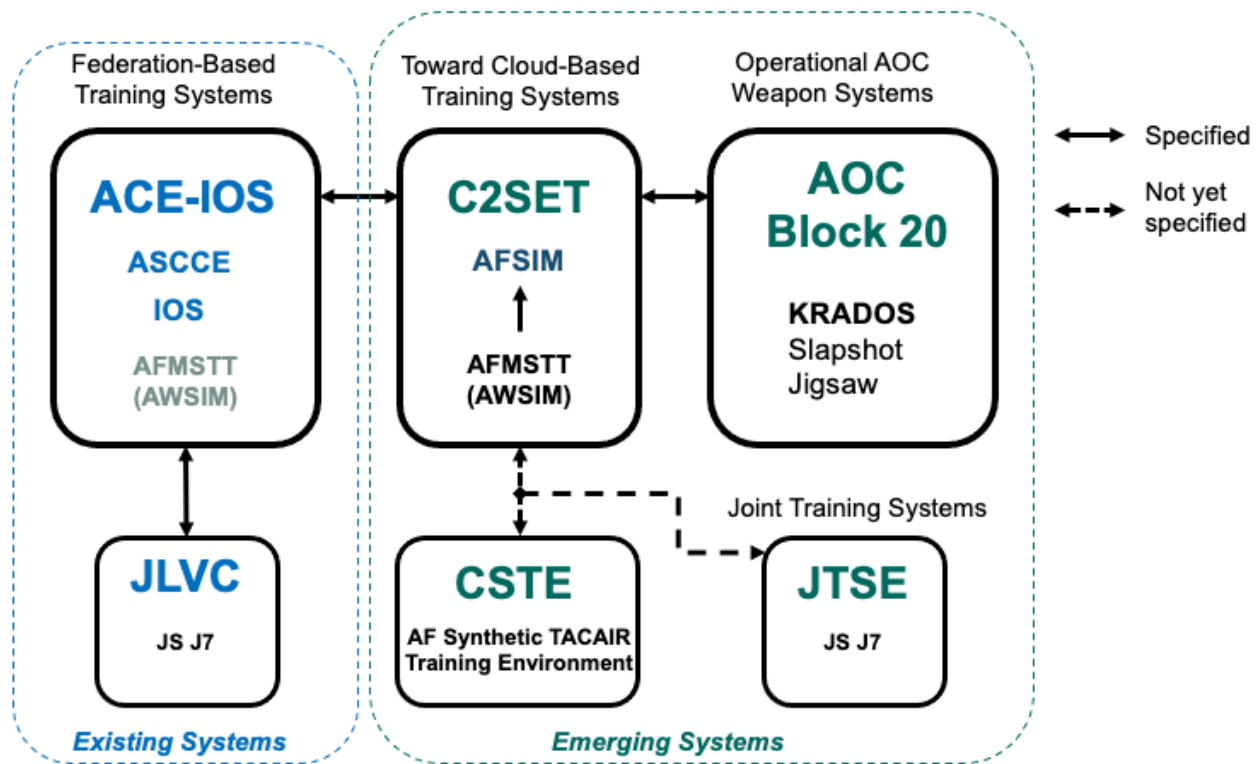 Federation-Based
Training Systems
ACE-IOS
ASCCE
IOS
AFMSTT
(AWSIM)
JLVC
JS J7
Existing Systems
Toward Cloud-Based
Training Systems
C2SET
AFSIM
AFMSTT
(AWSIM)
Operational AOC
Weapon Systems
AOC
Block 20
KRADOS
Slapshot
Jigsaw
CSTE
AF Synthetic TACAIR
Training Environment
Joint Training Systems
JTSE
JS J7
Emerging Systems
Specified
Not yet
specified